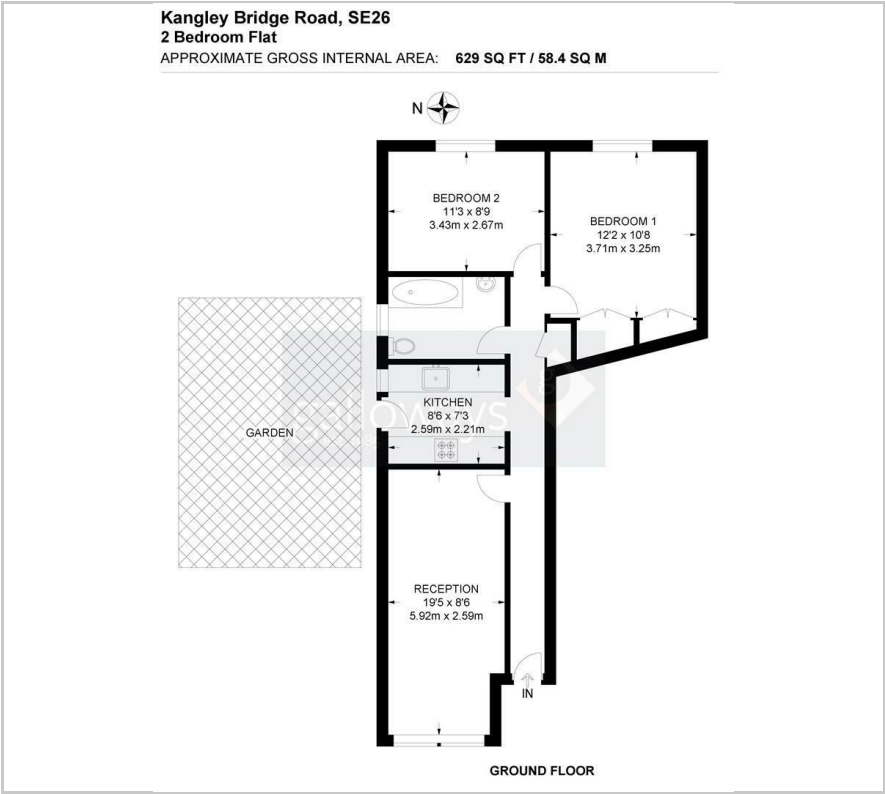 Kangley Bridge Road, SE26
2 Bedroom Flat
APPROXIMATE GROSS INTERNAL AREA: 629 SQ FT / 58.4 SQ M
N
BEDROOM 2
11'3 x 8'9
3.43m x 2.67m
BEDROOM 1
12'2 x 10'8
3.71m x 3.25m
KITCHEN
8'6 x 7'3
2.59m x 2.21m
GARDEN
RECEPTION
19'5 x 8'6
5.92m x 2.59m
IN
GROUND FLOOR